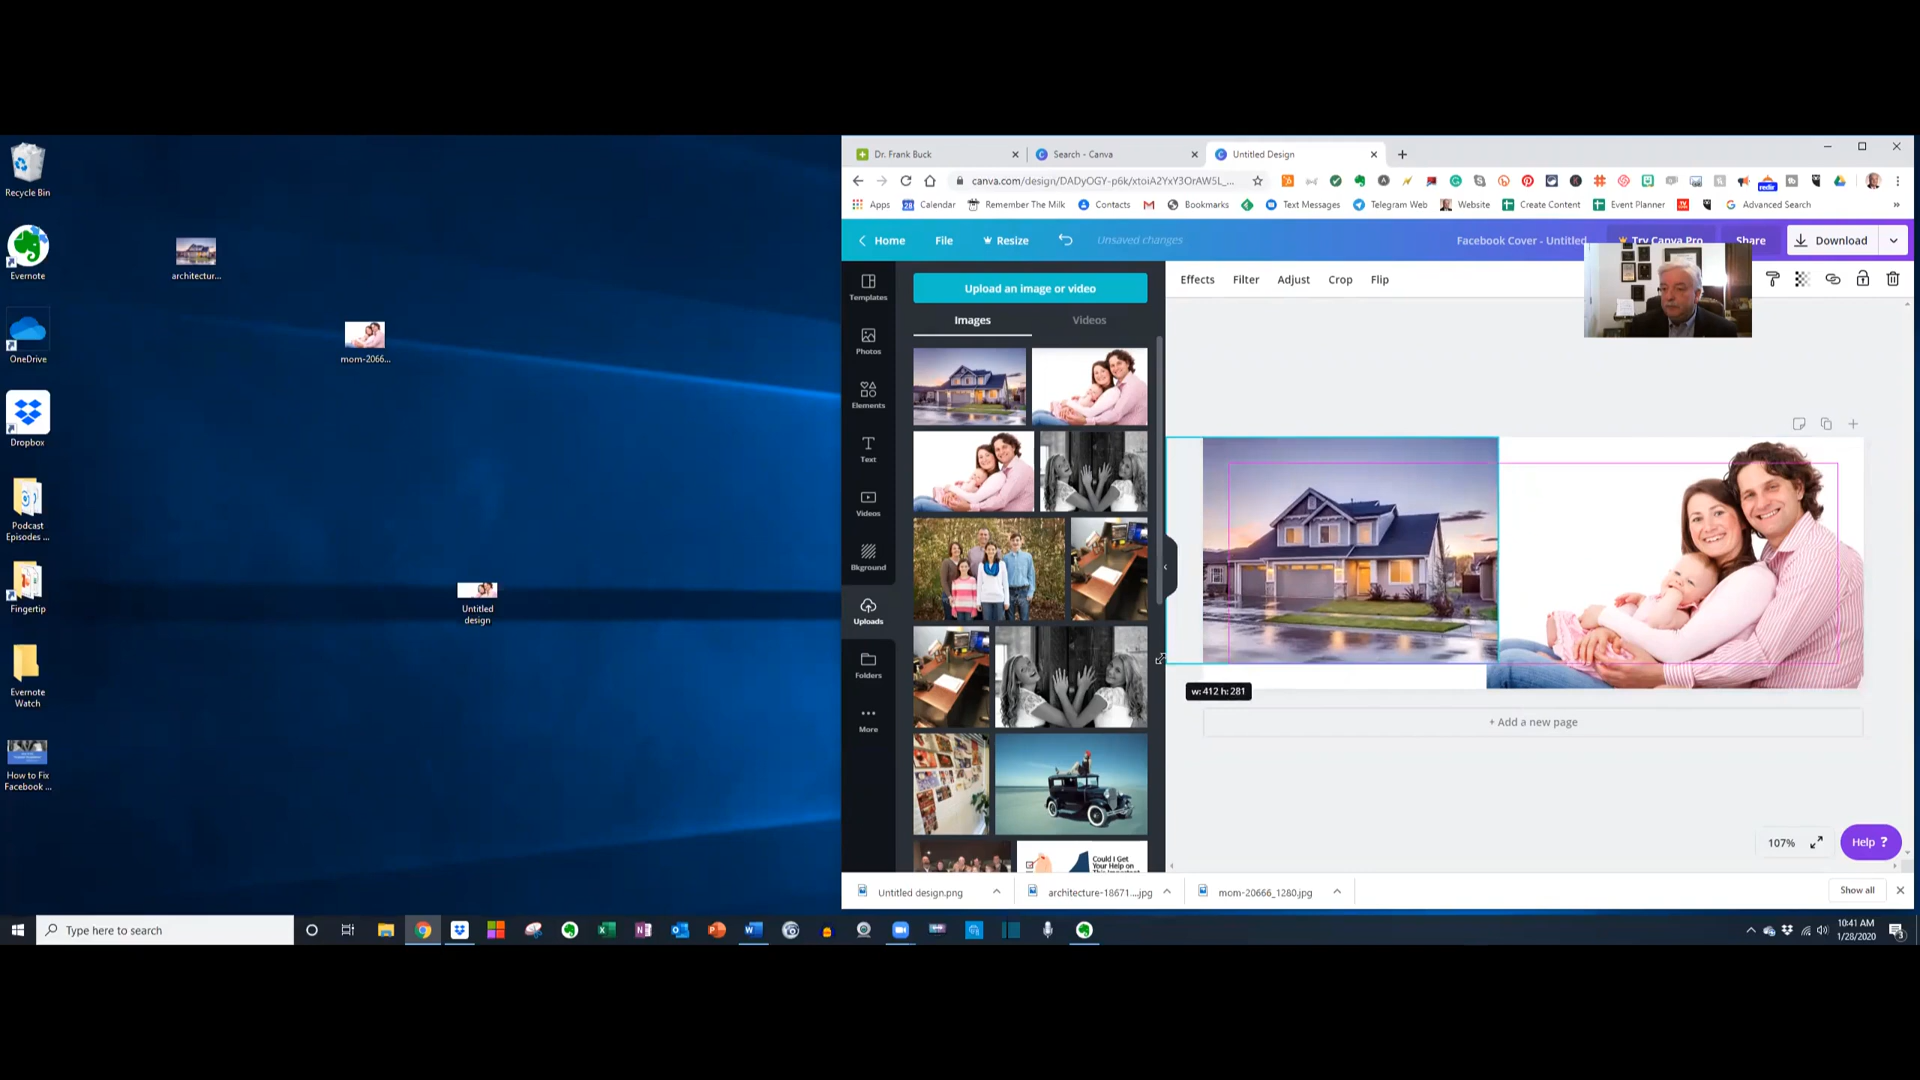 Recycle Bin
Evernote
OneDrive
Dropbox
Podcast
Episodes ...
Fingertip
Evernote
Watch
How to Fix
Facebook ...
architectur...
mom-2066...
Untitled
design
Dr. Frank Buck
Search - Canva
Untitled Design
canva.com/design/DADyOGY-p6k/xtoiA2YxY3OrAW5L_...
Apps
Calendar
Remember The Milk
Contacts
Bookmarks
Text Messages
Telegram Web
Website
Create Content
Event Planner
Advanced Search
Home
File
Resize
Unsaved changes
Facebook Cover - Untitled
Try Canva Pro
Share
Download
Templates
Photos
Elements
Text
Videos
Bkground
Uploads
Folders
More
Upload an image or video
Images
Videos
Could I Get
Your Help on
Effects
Filter
Adjust
Crop
Flip
w: 412 h: 281
+ Add a new page
107%
Help ?
Untitled design.png
architecture-18671....jpg
mom-20666_1280.jpg
Show all
Type here to search
10:41 AM
1/28/2020